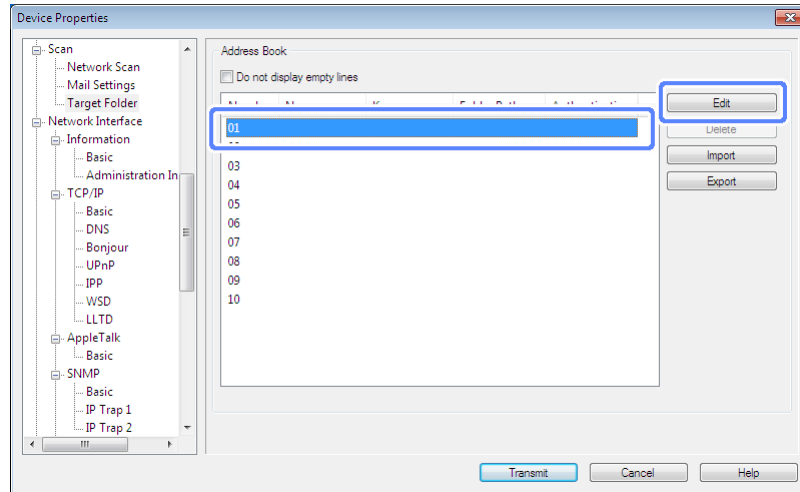 Device Properties
Scan
Network Scan
Mail Settings
Target Folder
Network Interface
Information
Basic
Administration In
TCP/IP
Basic
DNS
Bonjour
UPnP
IPP
WSD
LLTD
AppleTalk
Basic
SNMP
Basic
IP Trap 1
IP Trap 2
Address Book
Do not display empty lines
01
03
04
05
06
07
08
09
10
Edit
Delete
Import
Export
Transmit
Cancel
Help